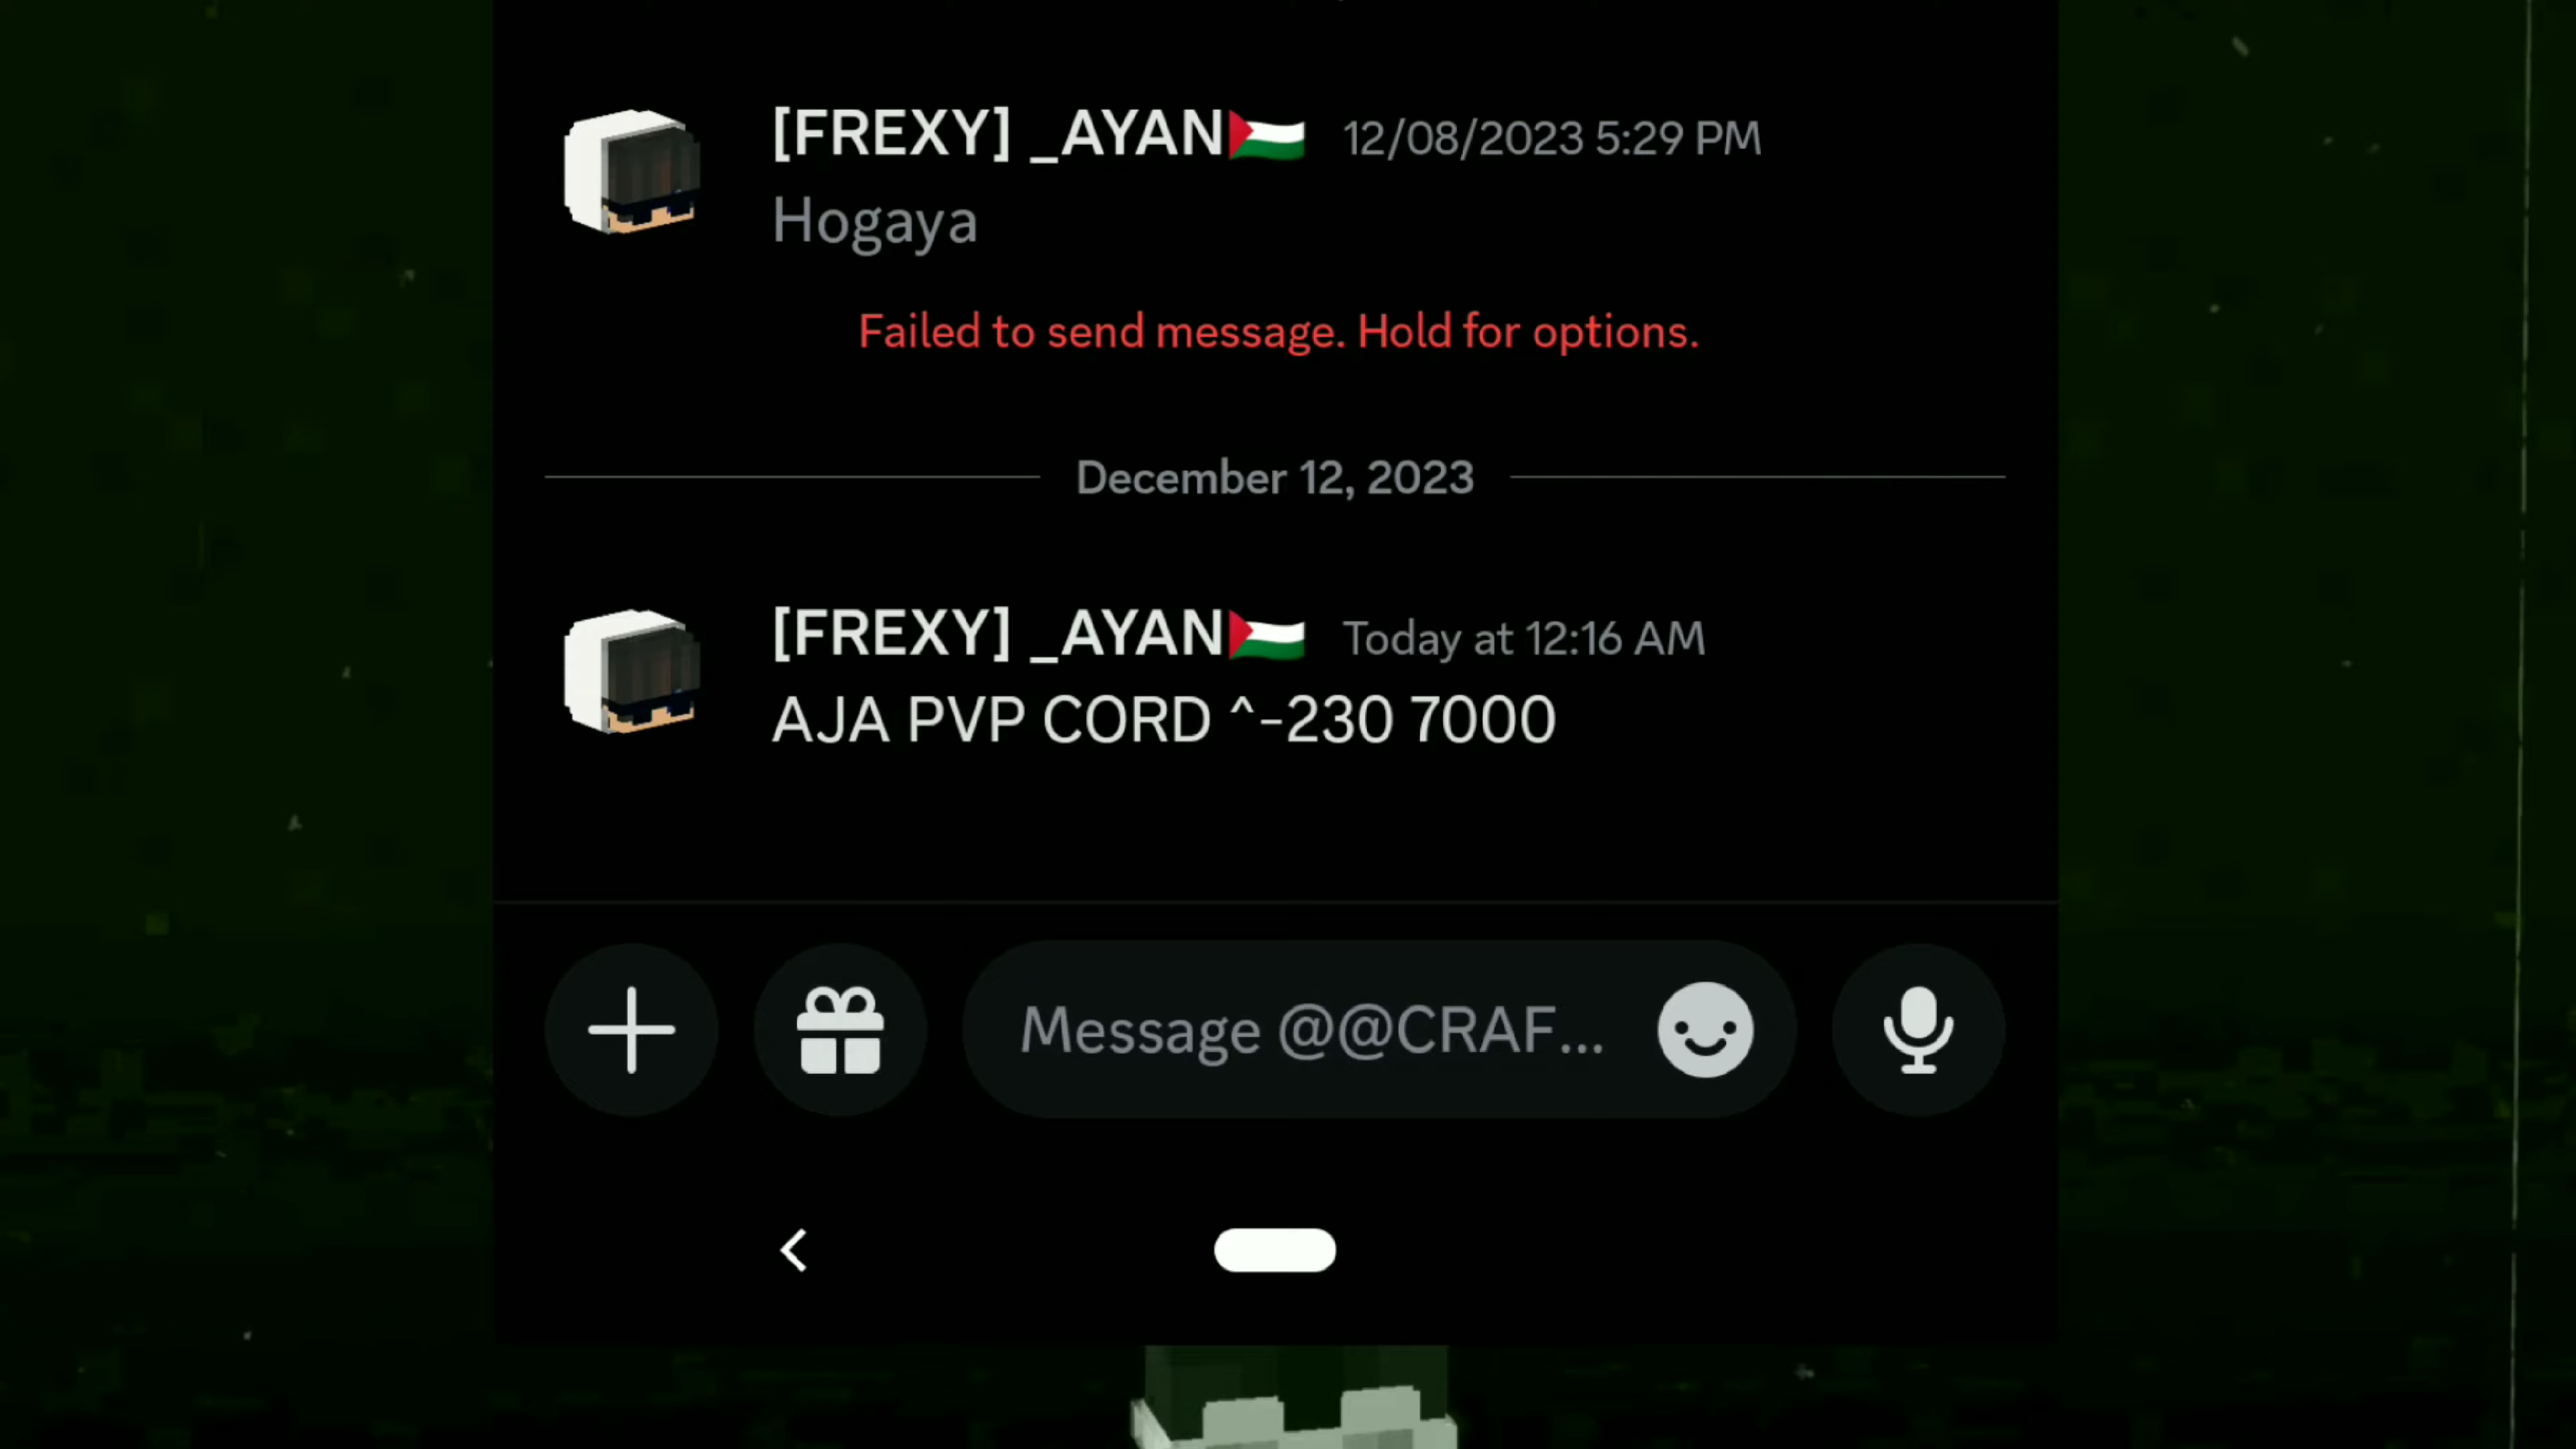 [FREXY] _AYAN🇵🇸 12/08/2023 5:29 PM
Hogaya
Failed to send message. Hold for options.
December 12, 2023
[FREXY] _AYAN🇵🇸 Today at 12:16 AM
AJA PVP CORD ^-230 7000
Message @@CRAF...